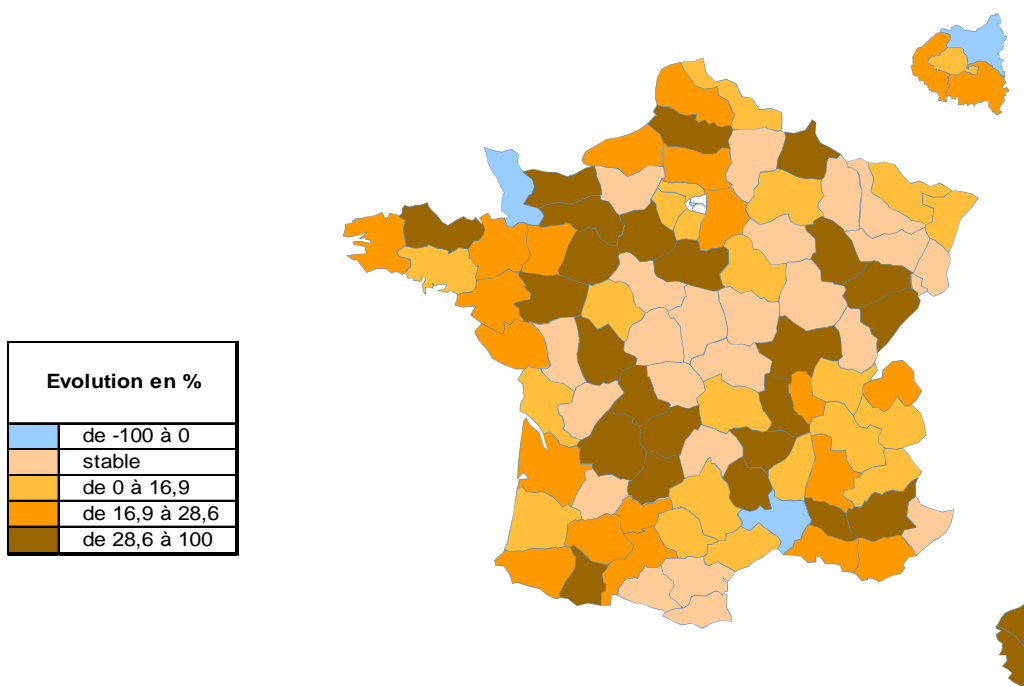 Evolution en %
de -100 à 0
stable
de 0 à 16,9
de 16,9 à 28,6
de 28,6 à 100